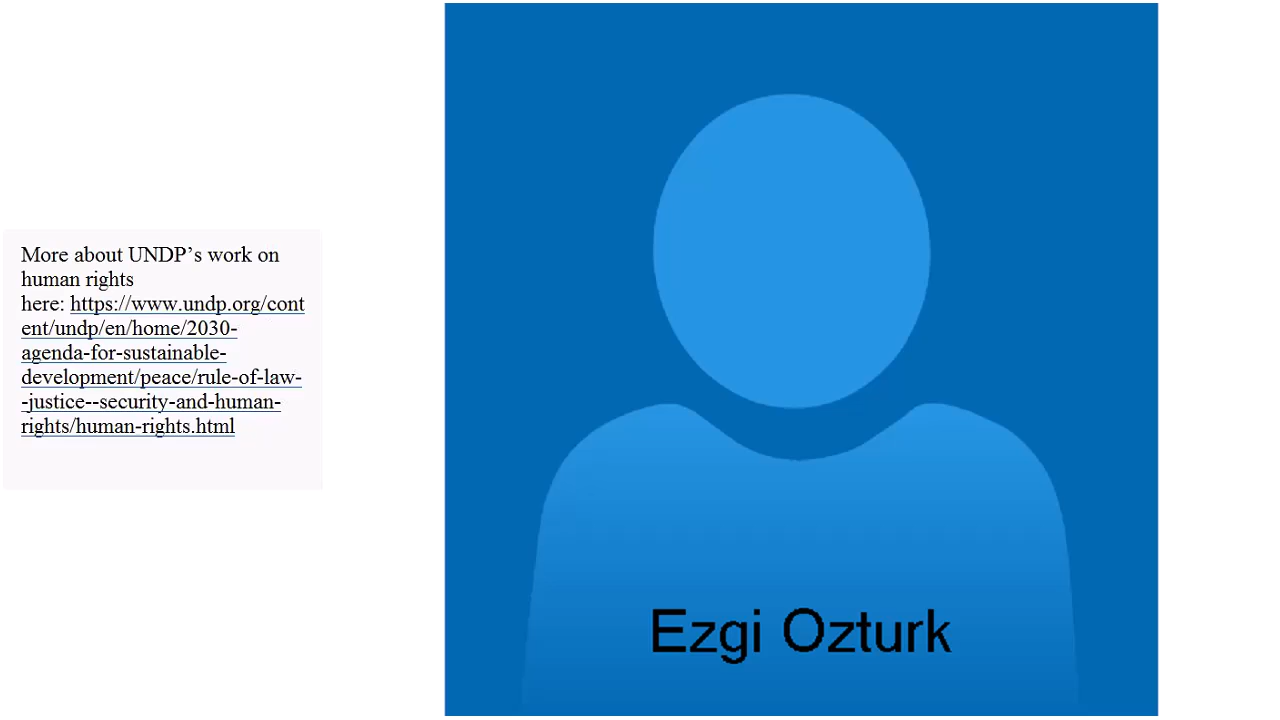 More about UNDP’s work on
human rights
here: https://www.undp.org/cont
ent/undp/en/home/2030-
agenda-for-sustainable-
development/peace/rule-of-law-
-justice--security-and-human-
rights/human-rights.html
Ezgi Ozturk